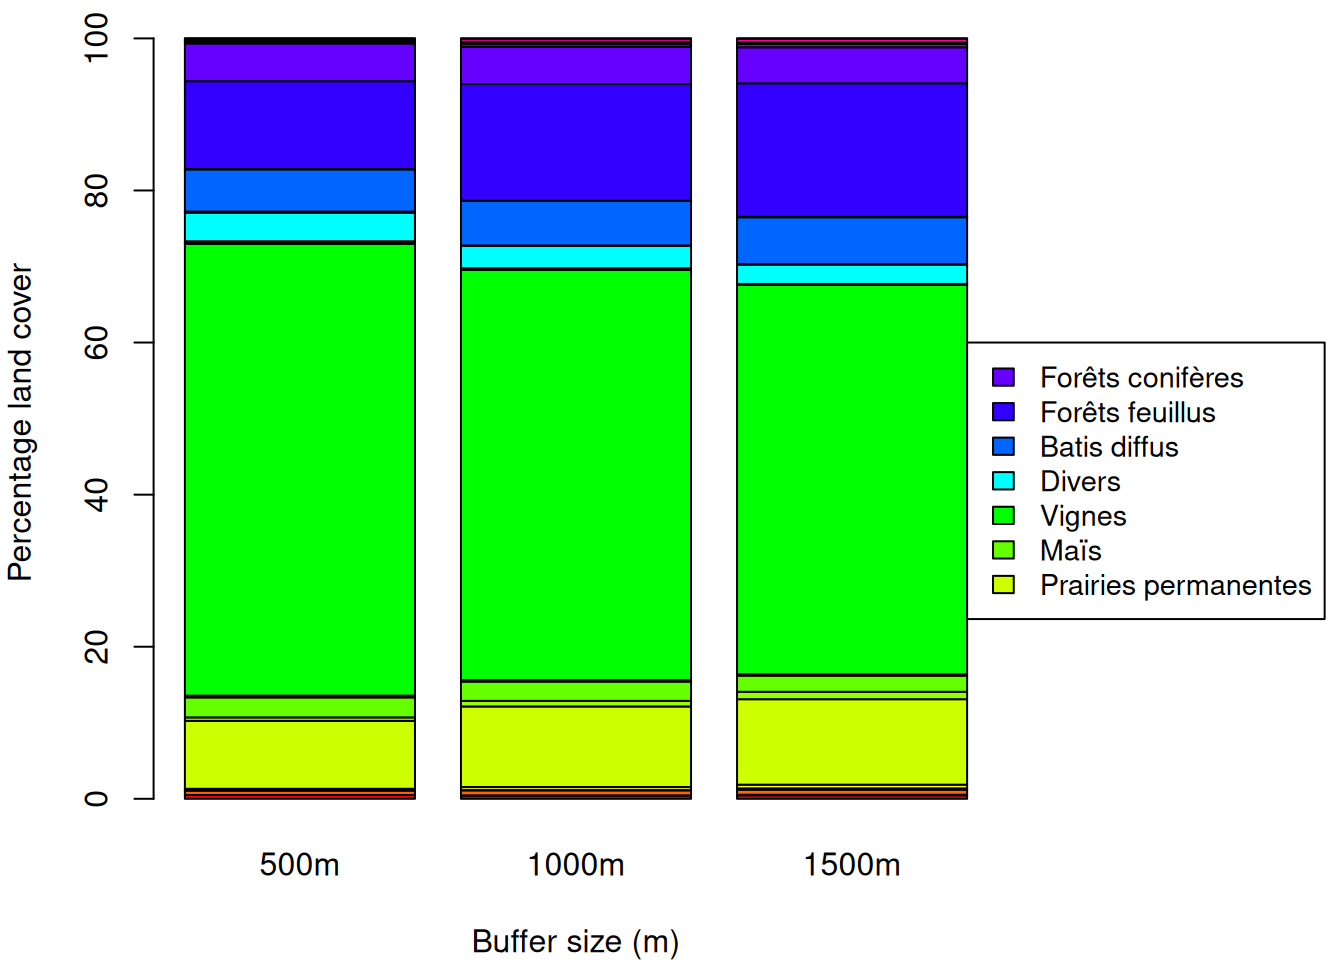 100
80
60
40
20
0
Percentage land cover
Forêts conifères
Forêts feuillus
Batis diffus
Divers
Vignes
Maïs
Prairies permanentes
500m
1000m
1500m
Buffer size (m)